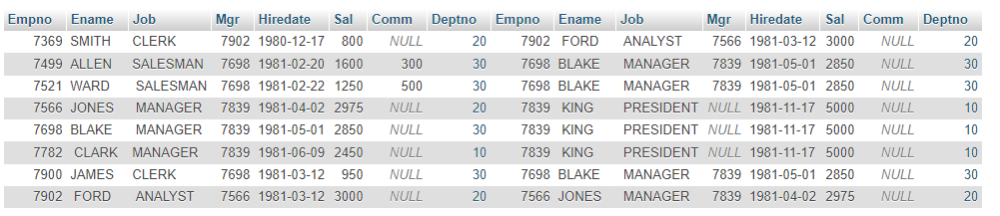 Empno Ename Job Mgr Hiredate Sal Comm Deptno Empno Ename Job Mgr Hiredate Sal Comm Deptno
7369 SMITH CLERK 7902 1980-12-17 800 NULL 20 7902 FORD ANALYST 7566 1981-03-12 3000 NULL 20
7499 ALLEN SALESMAN 7698 1981-02-20 1600 300 30 7698 BLAKE MANAGER 7839 1981-05-01 2850 NULL 30
7521 WARD SALESMAN 7698 1981-02-22 1250 500 30 7698 BLAKE MANAGER 7839 1981-05-01 2850 NULL 30
7566 JONES MANAGER 7839 1981-04-02 2975 NULL 20 7839 KING PRESIDENT NULL 1981-11-17 5000 NULL 10
7698 BLAKE MANAGER 7839 1981-05-01 2850 NULL 30 7839 KING PRESIDENT NULL 1981-11-17 5000 NULL 10
7782 CLARK MANAGER 7839 1981-06-09 2450 NULL 10 7839 KING PRESIDENT NULL 1981-11-17 5000 NULL 10
7900 JAMES CLERK 7698 1981-03-12 950 NULL 30 7698 BLAKE MANAGER 7839 1981-05-01 2850 NULL 30
7902 FORD ANALYST 7566 1981-03-12 3000 NULL 20 7566 JONES MANAGER 7839 1981-04-02 2975 NULL 20